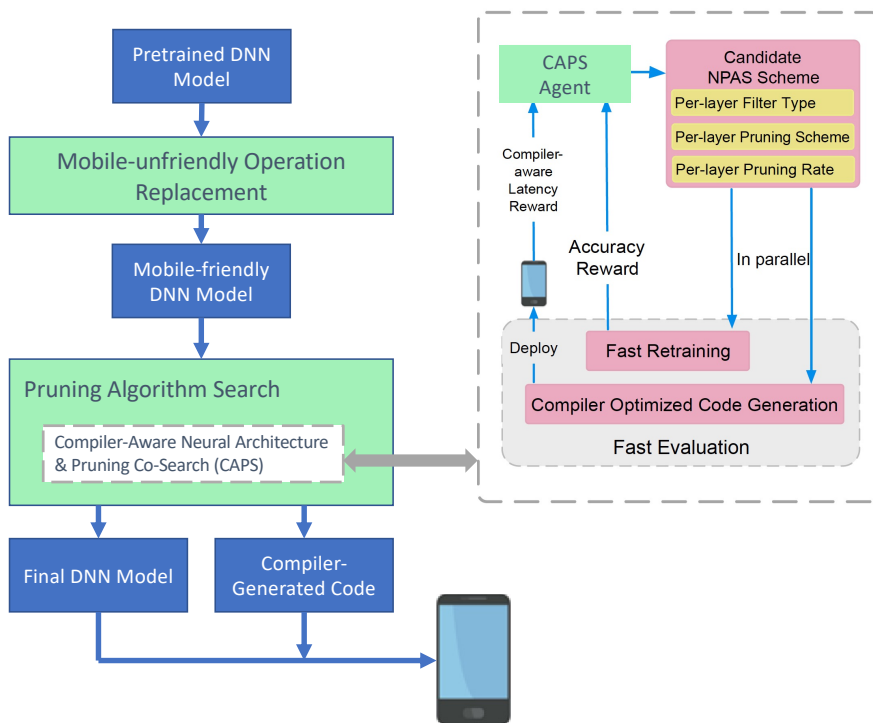 Pretrained DNN
Model
Mobile-unfriendly Operation
Replacement
Mobile-friendly
DNN Model
Pruning Algorithm Search
Compiler-Aware Neural Architecture
& Pruning Co-Search (CAPS)
Final DNN Model
Compiler-
Generated Code
CAPS
Agent
Candidate
NPAS Scheme
Per-layer Filter Type
Per-layer Pruning Scheme
Per-layer Pruning Rate
Compiler-
aware
Latency
Reward
Accuracy
Reward
In parallel
Deploy
Fast Retraining
Compiler Optimized Code Generation
Fast Evaluation